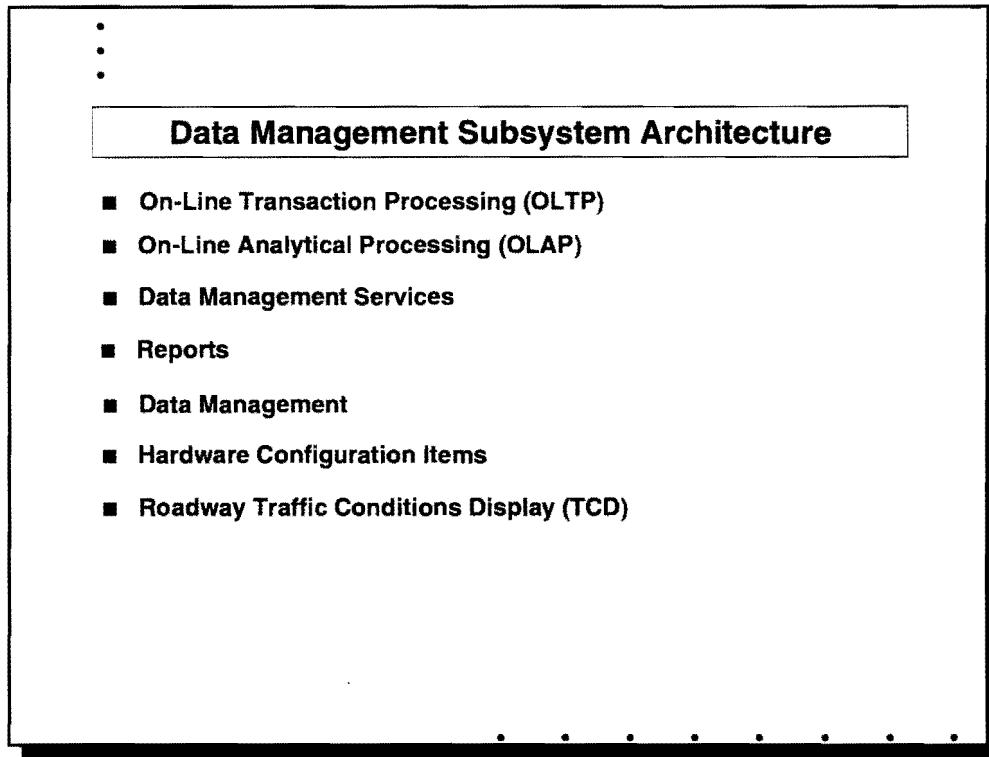 Data Management Subsystem Architecture
■ On-Line Transaction Processing (OLTP)
■ On-Line Analytical Processing (OLAP)
■ Data Management Services
■ Reports
■ Data Management
■ Hardware Configuration Items
■ Roadway Traffic Conditions Display (TCD)